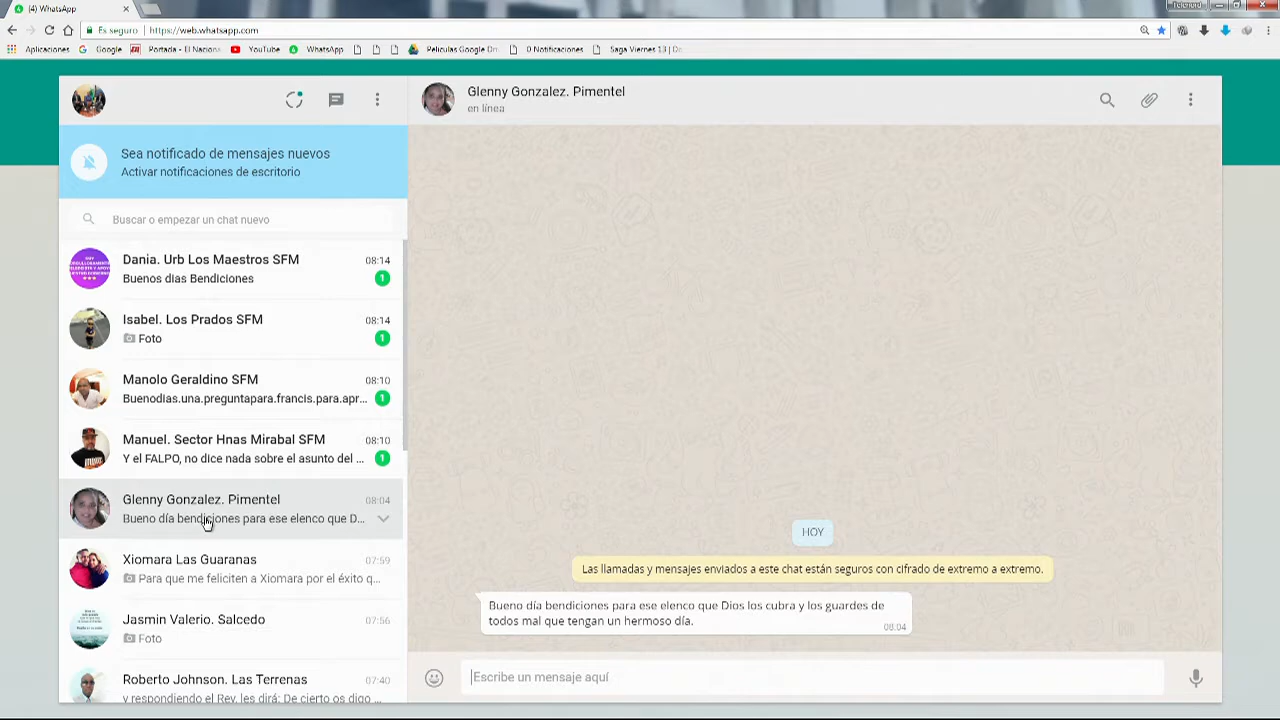 (4) WhatsApp
Telenord
Es seguro | https://web.whatsapp.com
Aplicaciones Google Portada - El Naciona YouTube WhatsApp Peliculas Google Dri 0 Notificaciones Saga Viernes 13 | De
Glenny Gonzalez. Pimentel
en línea
Sea notificado de mensajes nuevos
Activar notificaciones de escritorio
Buscar o empezar un chat nuevo
Dania. Urb Los Maestros SFM 08:14
Buenos dias Bendiciones 1
Isabel. Los Prados SFM 08:14
Foto 1
Manolo Geraldino SFM 08:10
Buenodias.una.preguntapara.francis.para.apr... 1
Manuel. Sector Hnas Mirabal SFM 08:10
Y el FALPO, no dice nada sobre el asunto del ... 1
Glenny Gonzalez. Pimentel 08:04
Bueno día bendiciones para ese elenco que D...
Xiomara Las Guaranas 07:59
Para que me feliciten a Xiomara por el éxito q...
Jasmin Valerio. Salcedo 07:56
Foto
Roberto Johnson. Las Terrenas 07:40
y respondiendo el Rey, les dirá: De cierto os digo ...
HOY
Las llamadas y mensajes enviados a este chat están seguros con cifrado de extremo a extremo.
Bueno día bendiciones para ese elenco que Dios los cubra y los guardes de
todos mal que tengan un hermoso día.
08:04
Escribe un mensaje aquí